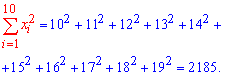 \sum_{i=1}^{10} x_i^2 = 10^2 + 11^2 + 12^2 + 13^2 + 14^2 +
+15^2 + 16^2 + 17^2 + 18^2 + 19^2 = 2185.